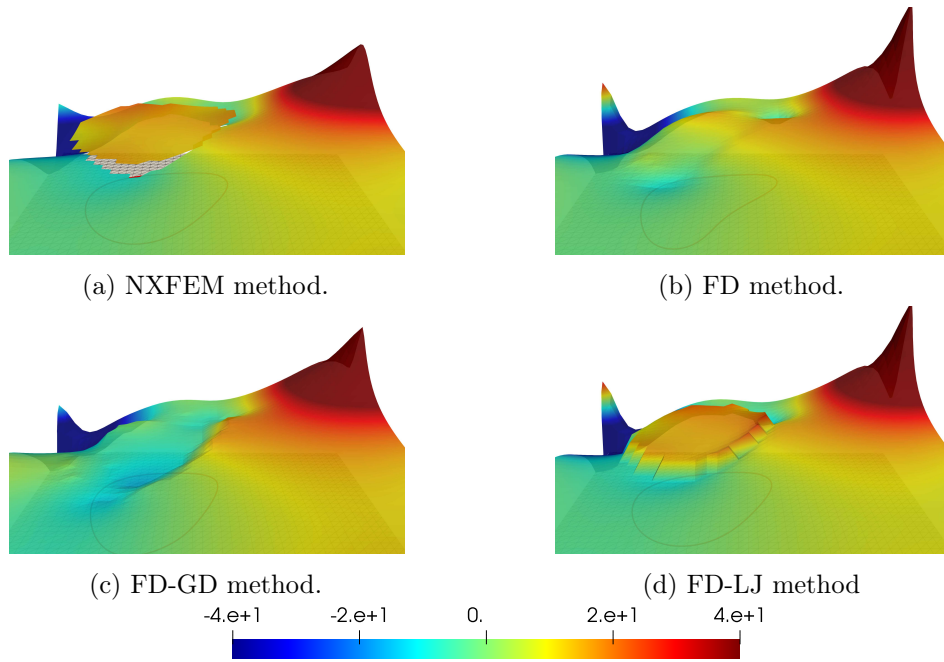 (a) NXFEM method.
(b) FD method.
(c) FD-GD method.
(d) FD-LJ method
-4.e+1 -2.e+1 0. 2.e+1 4.e+1